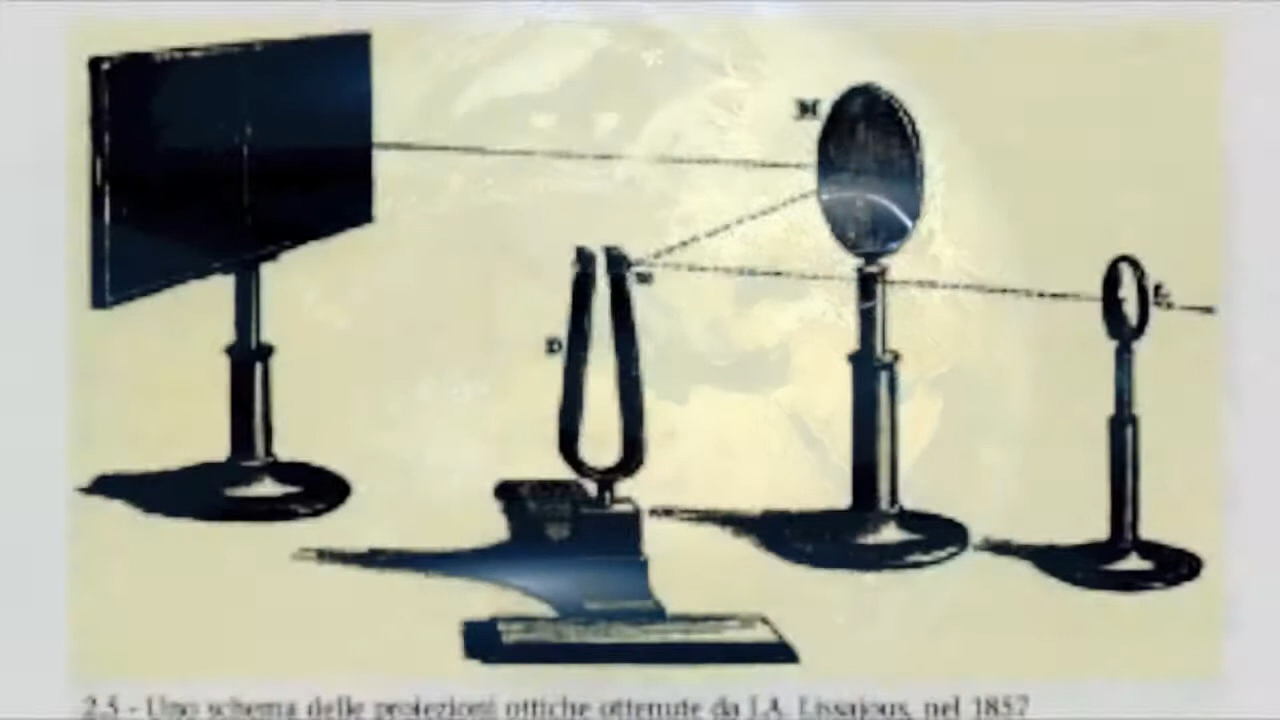 M
D
2.5 - Uno schema delle proiezioni ottiche ottenute da J.A. Lissajous, nel 1857